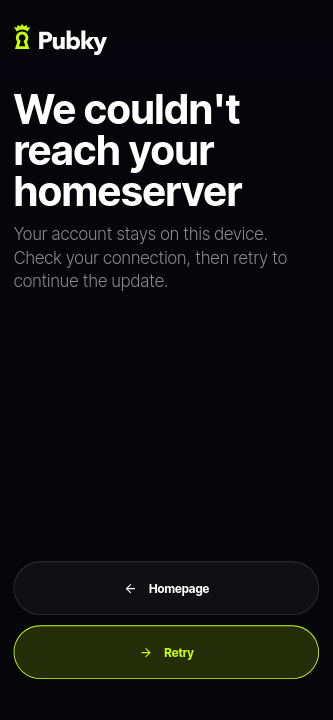 Pubky
We couldn't
reach your
homeserver
Your account stays on this device.
Check your connection, then retry to
continue the update.
Homepage
Retry